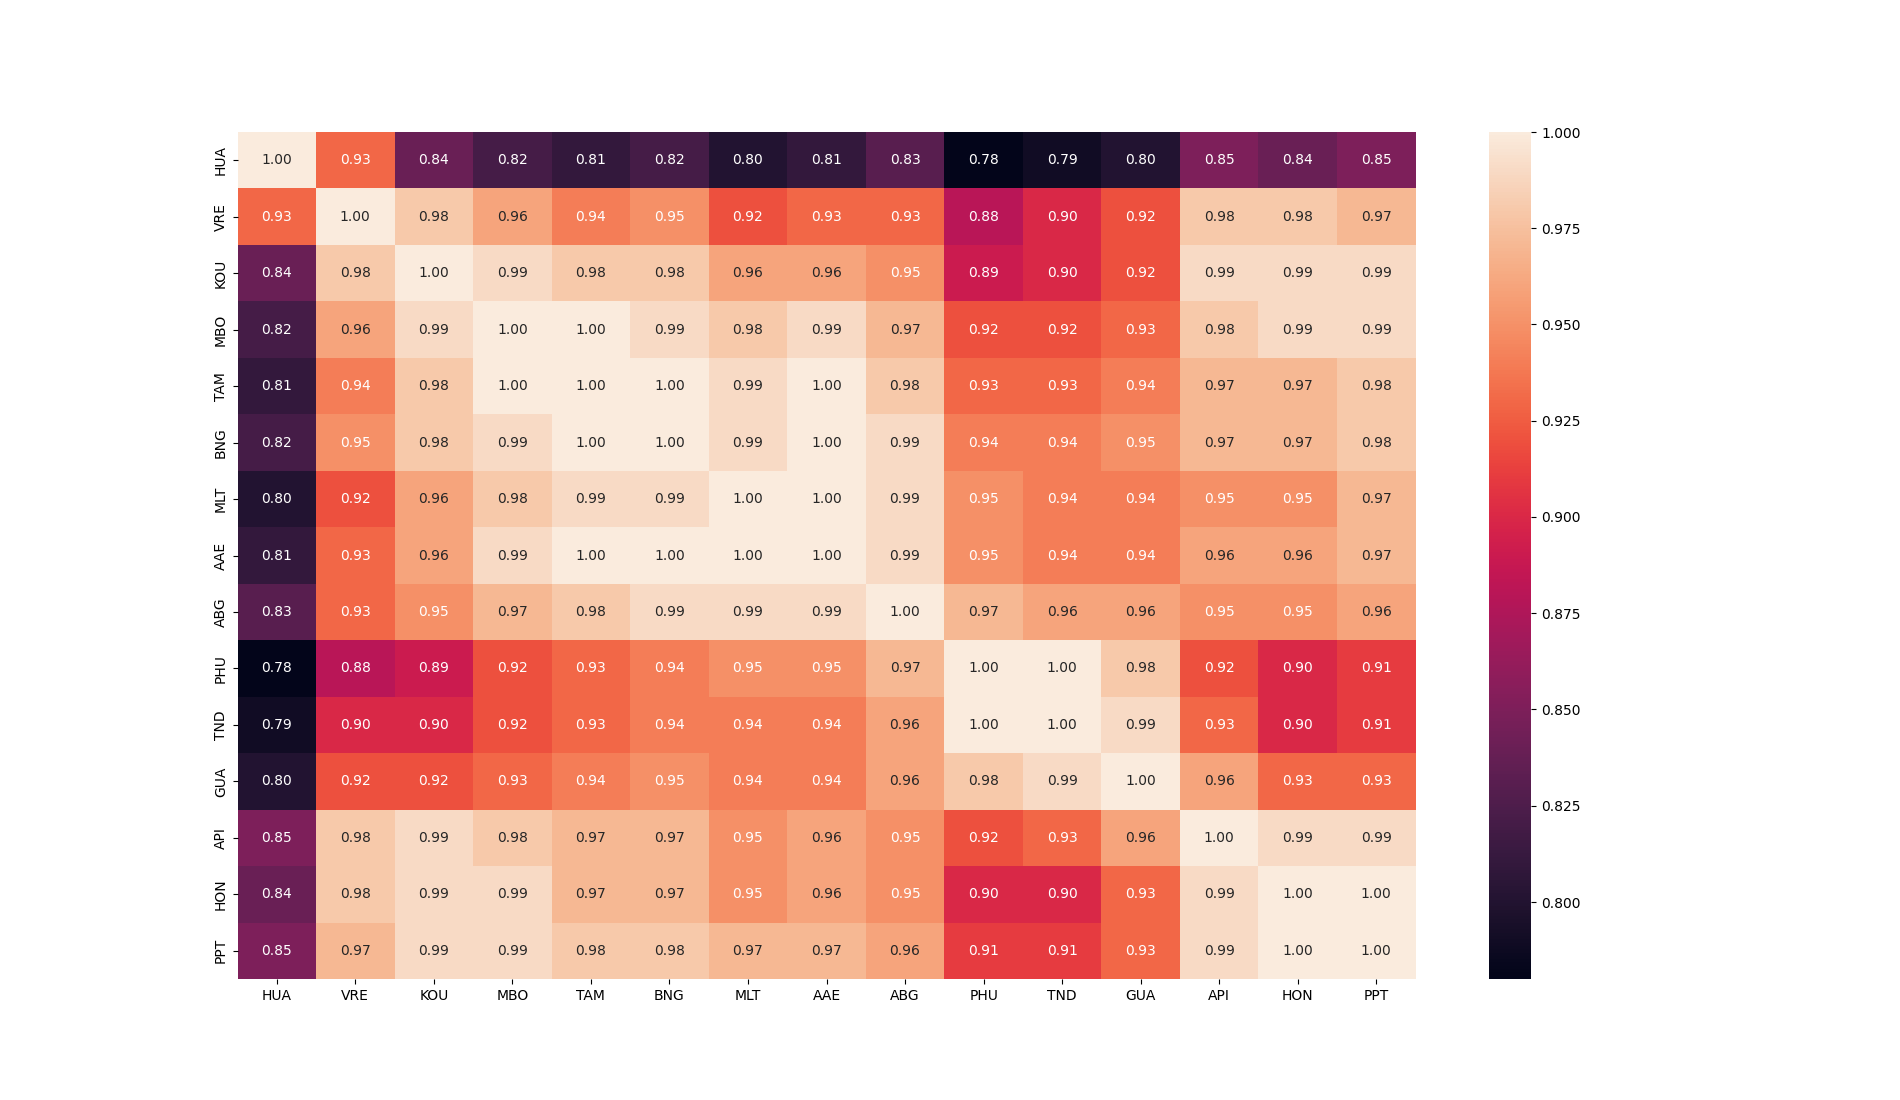 HUA 1.00 0.93 0.84 0.82 0.81 0.82 0.80 0.81 0.83 0.78 0.79 0.80 0.85 0.84 0.85
VRE 0.93 1.00 0.98 0.96 0.94 0.95 0.92 0.93 0.93 0.88 0.90 0.92 0.98 0.98 0.97
KOU 0.84 0.98 1.00 0.99 0.98 0.98 0.96 0.96 0.95 0.89 0.90 0.92 0.99 0.99 0.99
MBO 0.82 0.96 0.99 1.00 1.00 0.99 0.98 0.99 0.97 0.92 0.92 0.93 0.98 0.99 0.99
TAM 0.81 0.94 0.98 1.00 1.00 1.00 0.99 1.00 0.98 0.93 0.93 0.94 0.97 0.97 0.98
BNG 0.82 0.95 0.98 0.99 1.00 1.00 0.99 1.00 0.99 0.94 0.94 0.95 0.97 0.97 0.98
MLT 0.80 0.92 0.96 0.98 0.99 0.99 1.00 1.00 0.99 0.95 0.94 0.94 0.95 0.95 0.97
AAE 0.81 0.93 0.96 0.99 1.00 1.00 1.00 1.00 0.99 0.95 0.94 0.94 0.96 0.96 0.97
ABG 0.83 0.93 0.95 0.97 0.98 0.99 0.99 0.99 1.00 0.97 0.96 0.96 0.95 0.95 0.96
PHU 0.78 0.88 0.89 0.92 0.93 0.94 0.95 0.95 0.97 1.00 1.00 0.98 0.92 0.90 0.91
TND 0.79 0.90 0.90 0.92 0.93 0.94 0.94 0.94 0.96 1.00 1.00 0.99 0.93 0.90 0.91
GUA 0.80 0.92 0.92 0.93 0.94 0.95 0.94 0.94 0.96 0.98 0.99 1.00 0.96 0.93 0.93
API 0.85 0.98 0.99 0.98 0.97 0.97 0.95 0.96 0.95 0.92 0.93 0.96 1.00 0.99 0.99
HON 0.84 0.98 0.99 0.99 0.97 0.97 0.95 0.96 0.95 0.90 0.90 0.93 0.99 1.00 1.00
PPT 0.85 0.97 0.99 0.99 0.98 0.98 0.97 0.97 0.96 0.91 0.91 0.93 0.99 1.00 1.00
HUA VRE KOU MBO TAM BNG MLT AAE ABG PHU TND GUA API HON PPT
1.000
0.975
0.950
0.925
0.900
0.875
0.850
0.825
0.800